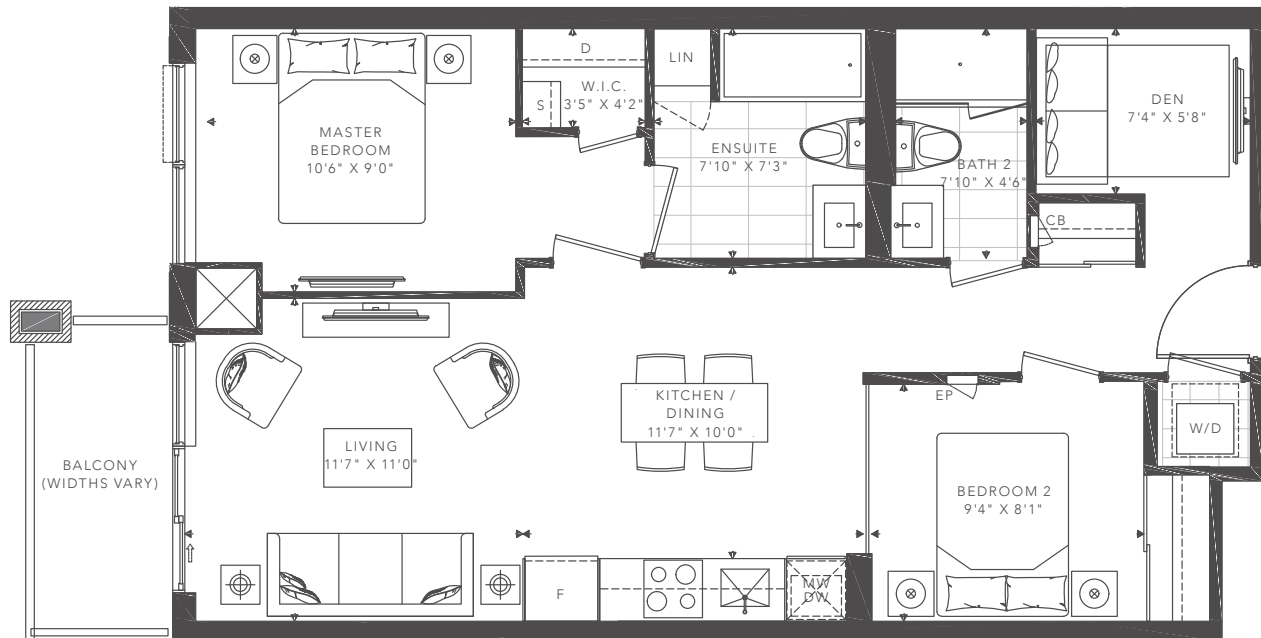 D
W.I.C.
3'5" X 4'2"
S
LIN
MASTER
BEDROOM
10'6" X 9'0"
ENSUITE
7'10" X 7'3"
BATH 2
7'10" X 4'6"
DEN
7'4" X 5'8"
CB
KITCHEN /
DINING
11'7" X 10'0"
EP
W/D
LIVING
11'7" X 11'0"
BALCONY
(WIDTHS VARY)
BEDROOM 2
9'4" X 8'1"
F
MW
DW